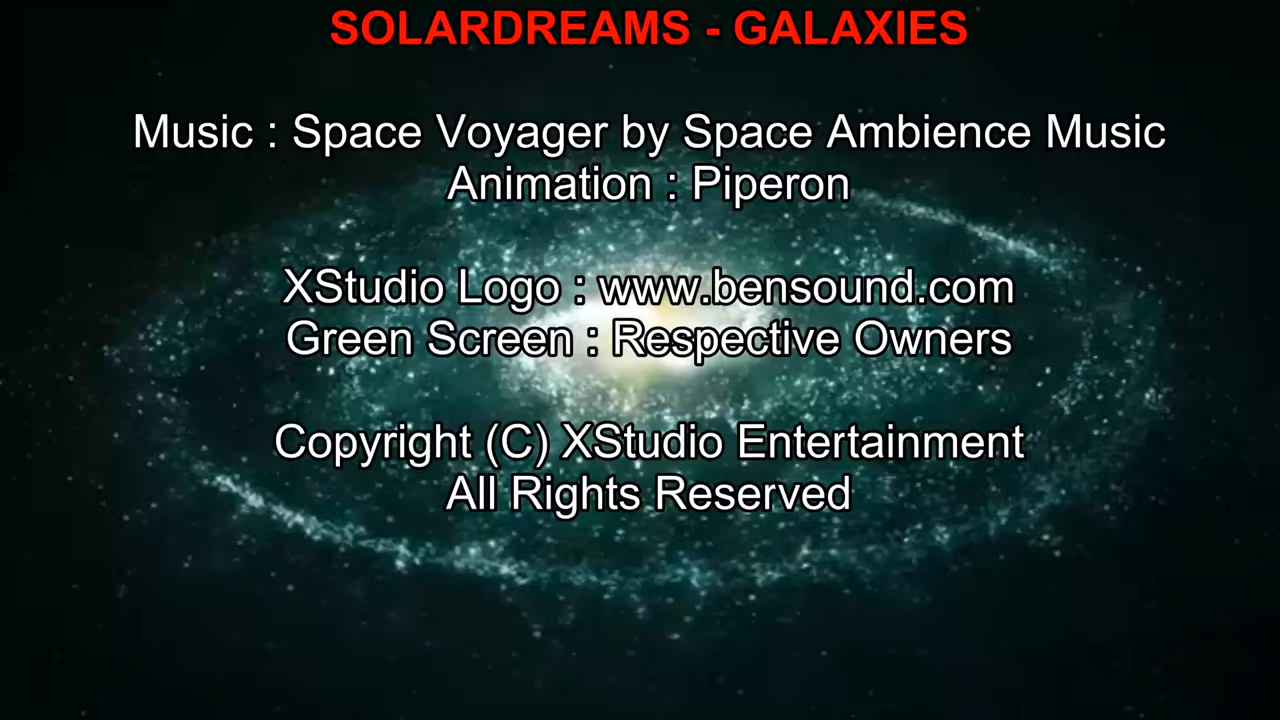 SOLARDREAMS - GALAXIES
Music : Space Voyager by Space Ambience Music
Animation : Piperon
XStudio Logo : www.bensound.com
Green Screen : Respective Owners
Copyright (C) XStudio Entertainment
All Rights Reserved